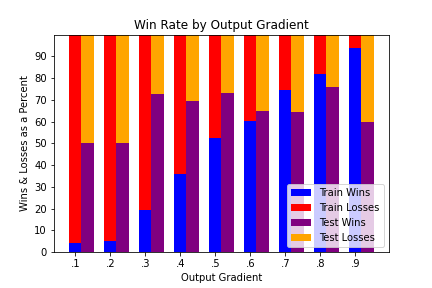 Win Rate by Output Gradient
Wins & Losses as a Percent
90
80
70
60
50
40
30
20
10
0
Train Wins
Train Losses
Test Wins
Test Losses
.1 .2 .3 .4 .5 .6 .7 .8 .9
Output Gradient